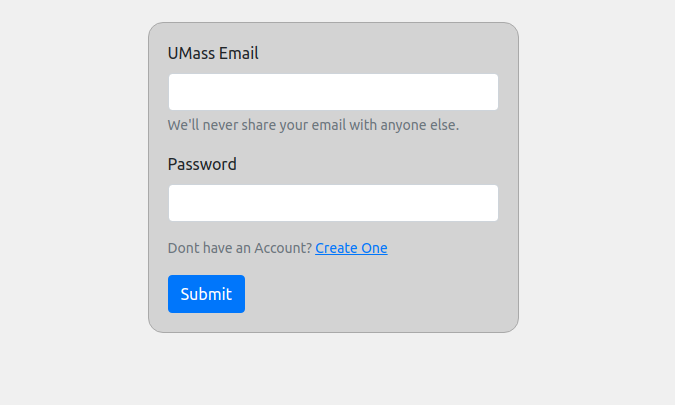 UMass Email
We'll never share your email with anyone else.
Password
Dont have an Account? Create One
Submit